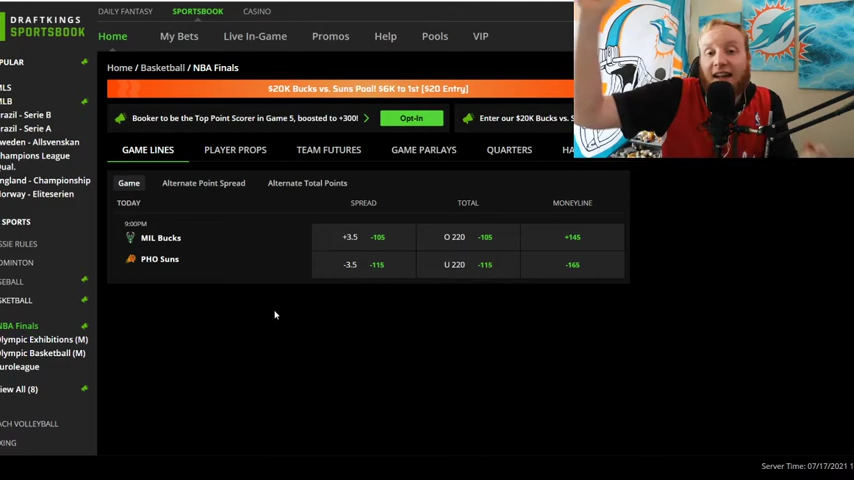 DRAFTKINGS
SPORTSBOOK
DAILY FANTASY SPORTSBOOK CASINO
Home My Bets Live In-Game Promos Help Pools VIP
Home / Basketball / NBA Finals
$20K Bucks vs. Suns Pool! $6K to 1st [$20 Entry]
Booker to be the Top Point Scorer in Game 5, boosted to +300! Opt-In Enter our $20K Bucks vs.
GAME LINES PLAYER PROPS TEAM FUTURES GAME PARLAYS QUARTERS
Game Alternate Point Spread Alternate Total Points
TODAY SPREAD TOTAL MONEYLINE
9:00PM
MIL Bucks +3.5 -105 O 220 -105 +145
PHO Suns -3.5 -115 U 220 -115 -165
PULAR
MLS
MLB
razil - Serie B
razil - Serie A
weden - Allsvenskan
hampions League
Qual.
ngland - Championship
orway - Eliteserien
SPORTS
SSIE RULES
DMINTON
SEBALL
SKETBALL
NBA Finals
lympic Exhibitions (M)
lympic Basketball (M)
uroleague
iew All (8)
ACH VOLLEYBALL
XING
Server Time: 07/17/2021 1